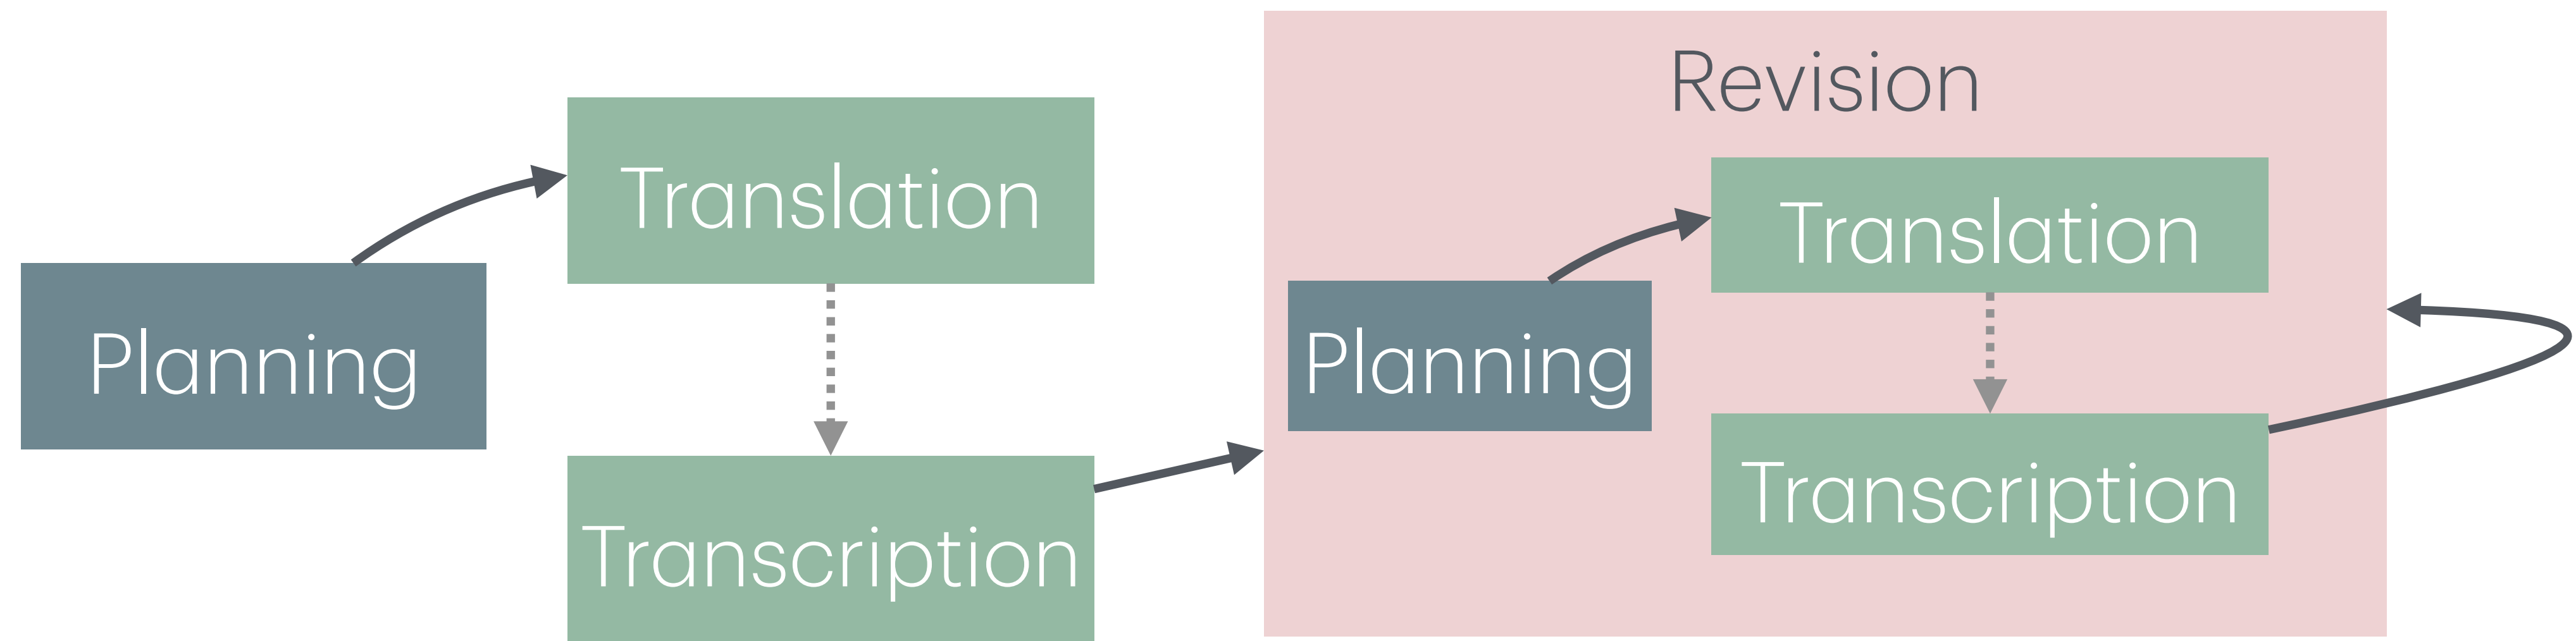 Planning
Translation
Transcription
Revision
Planning
Translation
Transcription